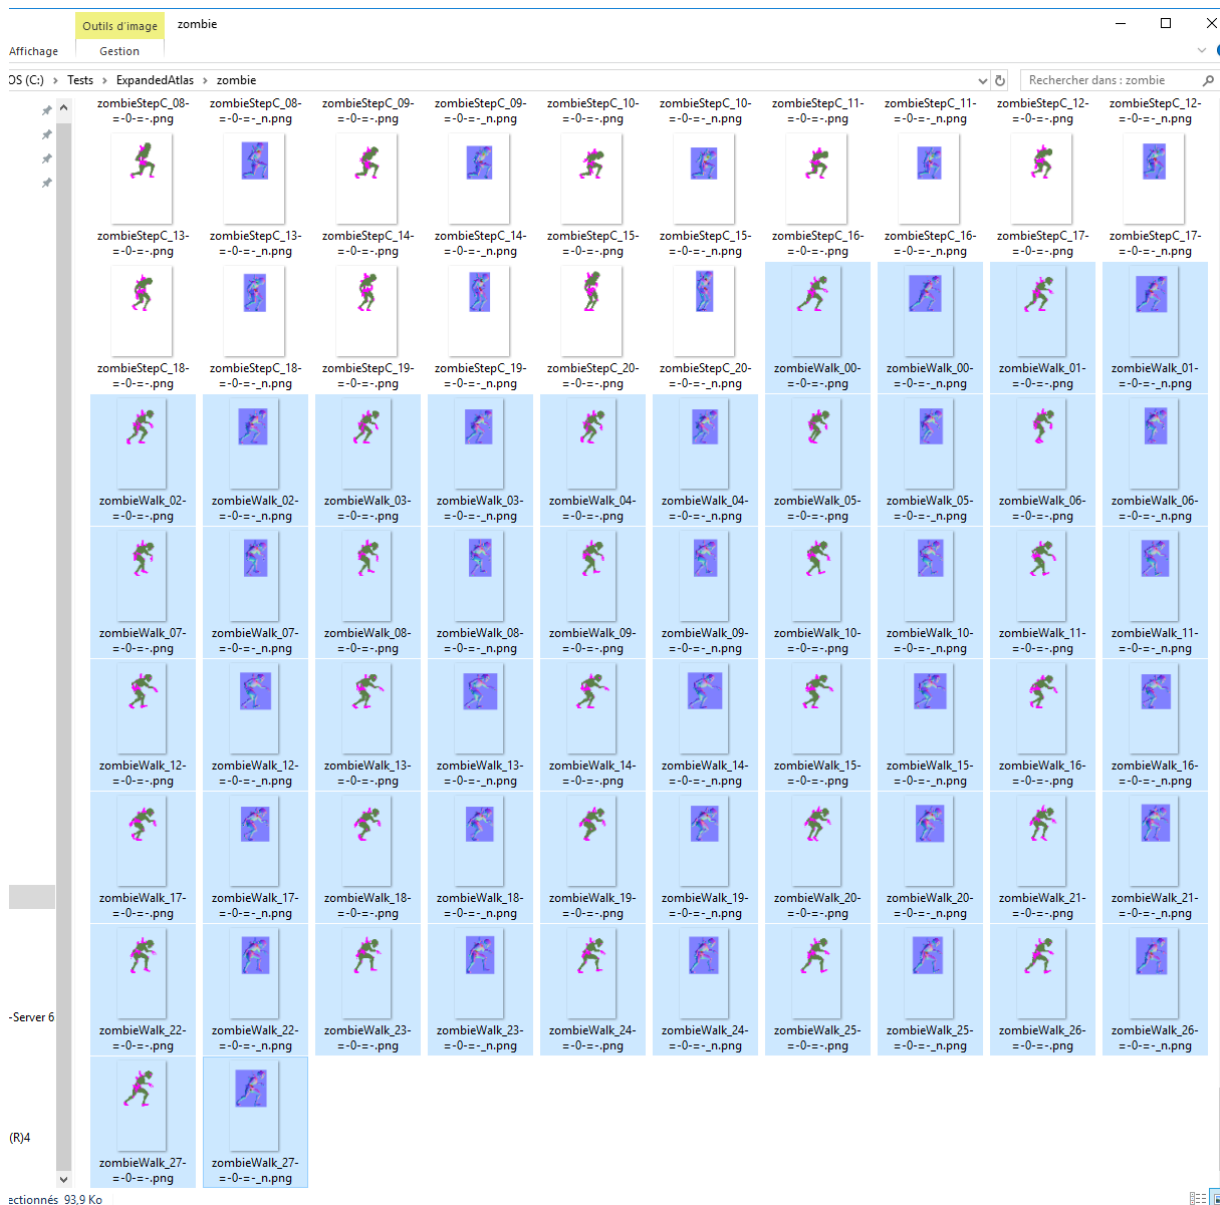 Outils d'image zombie
Affichage Gestion
OS (C:) Tests ExpandedAtlas zombie Rechercher dans : zombie
zombieStepC_08- zombieStepC_08- zombieStepC_09- zombieStepC_09- zombieStepC_10- zombieStepC_10- zombieStepC_11- zombieStepC_11- zombieStepC_12- zombieStepC_12-
=-0-=-.png =-0-=-_n.png =-0-=-.png =-0-=-_n.png =-0-=-.png =-0-=-_n.png =-0-=-.png =-0-=-_n.png =-0-=-.png =-0-=-_n.png
zombieStepC_13- zombieStepC_13- zombieStepC_14- zombieStepC_14- zombieStepC_15- zombieStepC_15- zombieStepC_16- zombieStepC_16- zombieStepC_17- zombieStepC_17-
=-0-=-.png =-0-=-_n.png =-0-=-.png =-0-=-_n.png =-0-=-.png =-0-=-_n.png =-0-=-.png =-0-=-_n.png =-0-=-.png =-0-=-_n.png
zombieStepC_18- zombieStepC_18- zombieStepC_19- zombieStepC_19- zombieStepC_20- zombieStepC_20- zombieWalk_00- zombieWalk_00- zombieWalk_01- zombieWalk_01-
=-0-=-.png =-0-=-_n.png =-0-=-.png =-0-=-_n.png =-0-=-.png =-0-=-_n.png =-0-=-.png =-0-=-_n.png =-0-=-.png =-0-=-_n.png
zombieWalk_02- zombieWalk_02- zombieWalk_03- zombieWalk_03- zombieWalk_04- zombieWalk_04- zombieWalk_05- zombieWalk_05- zombieWalk_06- zombieWalk_06-
=-0-=-.png =-0-=-_n.png =-0-=-.png =-0-=-_n.png =-0-=-.png =-0-=-_n.png =-0-=-.png =-0-=-_n.png =-0-=-.png =-0-=-_n.png
zombieWalk_07- zombieWalk_07- zombieWalk_08- zombieWalk_08- zombieWalk_09- zombieWalk_09- zombieWalk_10- zombieWalk_10- zombieWalk_11- zombieWalk_11-
=-0-=-.png =-0-=-_n.png =-0-=-.png =-0-=-_n.png =-0-=-.png =-0-=-_n.png =-0-=-.png =-0-=-_n.png =-0-=-.png =-0-=-_n.png
zombieWalk_12- zombieWalk_12- zombieWalk_13- zombieWalk_13- zombieWalk_14- zombieWalk_14- zombieWalk_15- zombieWalk_15- zombieWalk_16- zombieWalk_16-
=-0-=-.png =-0-=-_n.png =-0-=-.png =-0-=-_n.png =-0-=-.png =-0-=-_n.png =-0-=-.png =-0-=-_n.png =-0-=-.png =-0-=-_n.png
zombieWalk_17- zombieWalk_17- zombieWalk_18- zombieWalk_18- zombieWalk_19- zombieWalk_19- zombieWalk_20- zombieWalk_20- zombieWalk_21- zombieWalk_21-
=-0-=-.png =-0-=-_n.png =-0-=-.png =-0-=-_n.png =-0-=-.png =-0-=-_n.png =-0-=-.png =-0-=-_n.png =-0-=-.png =-0-=-_n.png
-Server 6
zombieWalk_22- zombieWalk_22- zombieWalk_23- zombieWalk_23- zombieWalk_24- zombieWalk_24- zombieWalk_25- zombieWalk_25- zombieWalk_26- zombieWalk_26-
=-0-=-.png =-0-=-_n.png =-0-=-.png =-0-=-_n.png =-0-=-.png =-0-=-_n.png =-0-=-.png =-0-=-_n.png =-0-=-.png =-0-=-_n.png
(R)4
zombieWalk_27- zombieWalk_27-
=-0-=-.png =-0-=-_n.png
ectionnés 93,9 Ko